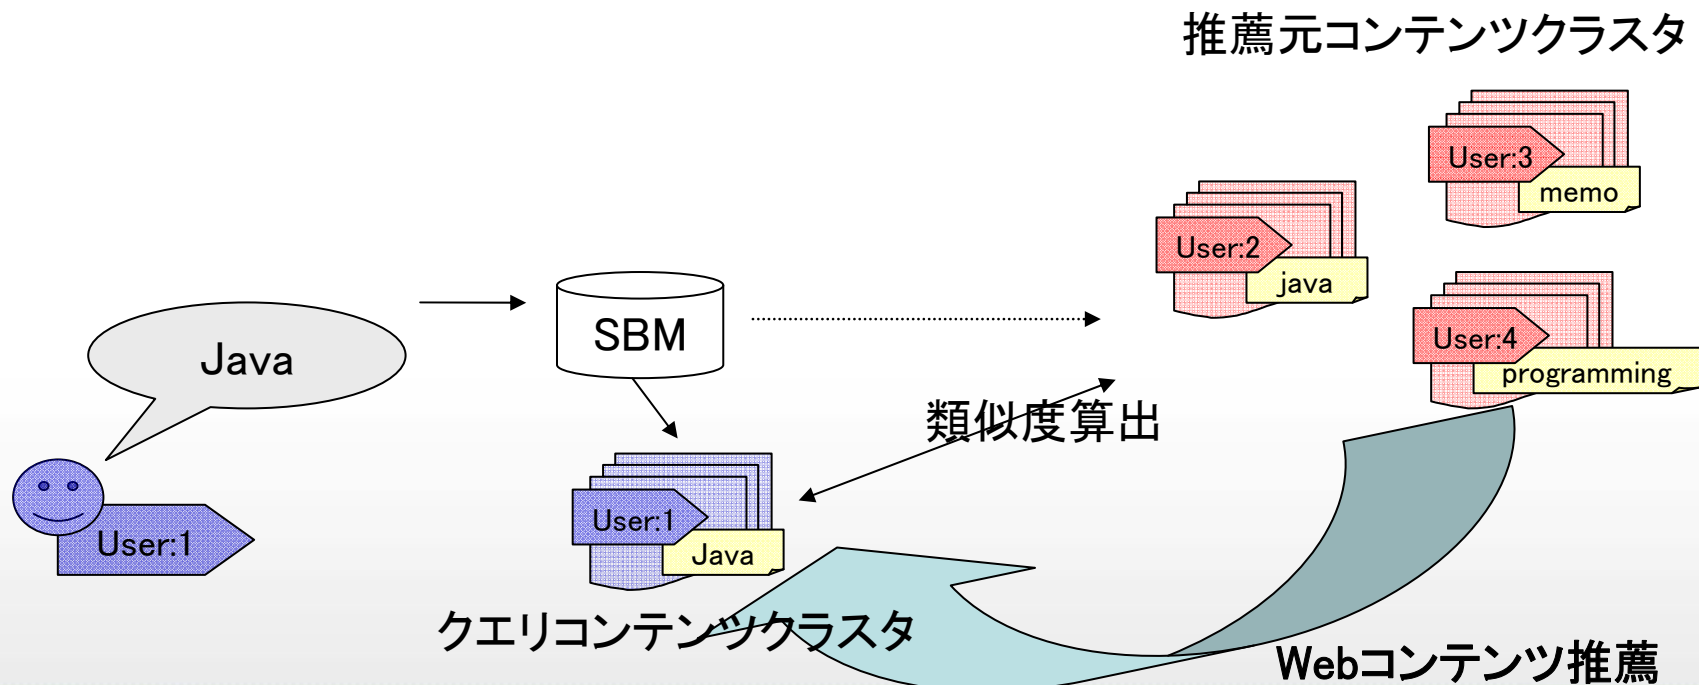 推薦元コンテンツクラスタ
User:3
memo
User:2
java
User:4
programming
SBM
Java
類似度算出
User:1
Java
User:1
クエリコンテンツクラスタ
Webコンテンツ推薦